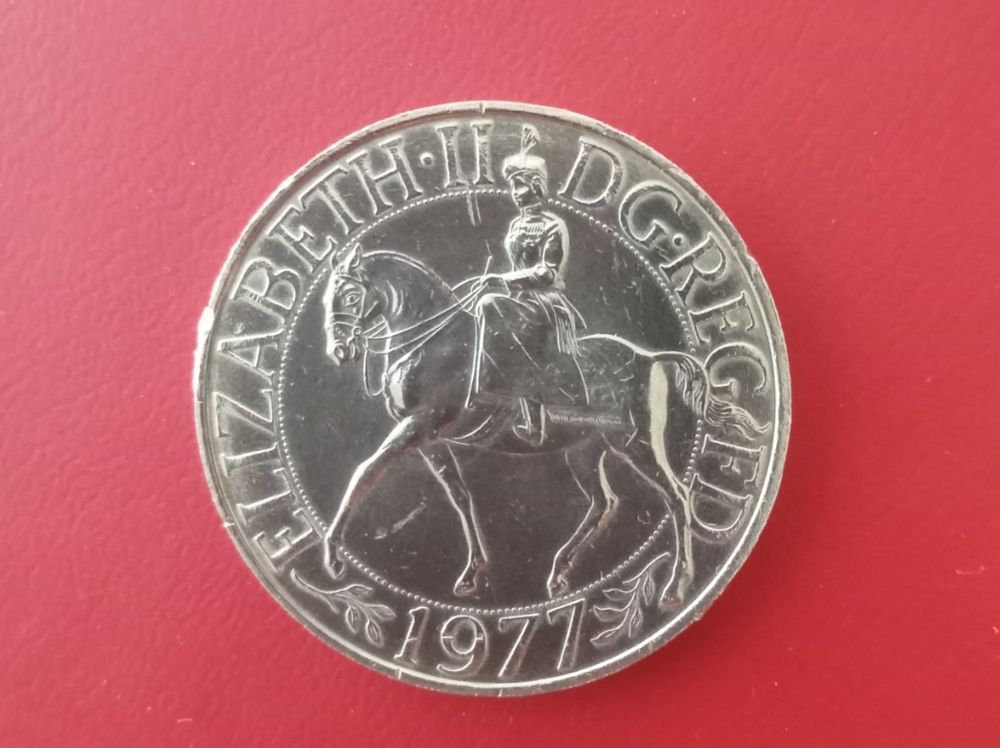 ELIZABETH·II D·G·REG F·D
1977